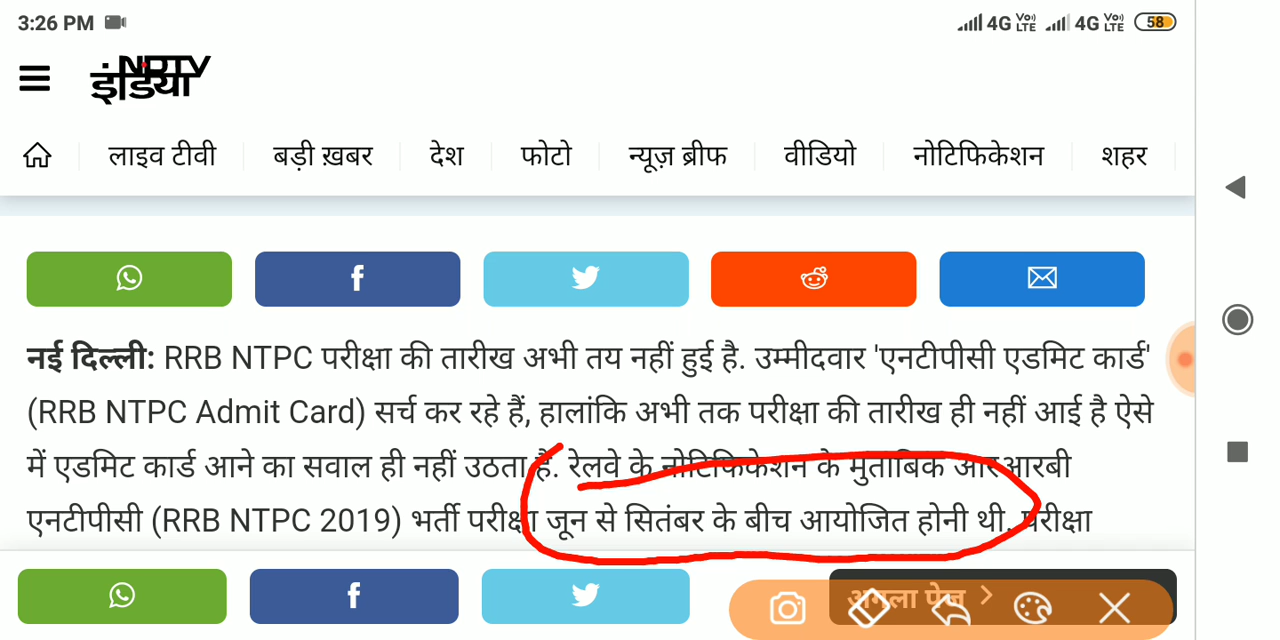 3:26 PM 4G VoLTE 4G VoLTE 58
NDTV
इंडिया
लाइव टीवी बड़ी ख़बर देश फोटो न्यूज़ ब्रीफ वीडियो नोटिफिकेशन शहर
नई दिल्ली: RRB NTPC परीक्षा की तारीख अभी तय नहीं हुई है. उम्मीदवार 'एनटीपीसी एडमिट कार्ड'
(RRB NTPC Admit Card) सर्च कर रहे हैं, हालांकि अभी तक परीक्षा की तारीख ही नहीं आई है ऐसे
में एडमिट कार्ड आने का सवाल ही नहीं उठता है. रेलवे के नोटिफिकेशन के मुताबिक आरआरबी
एनटीपीसी (RRB NTPC 2019) भर्ती परीक्षा जून से सितंबर के बीच आयोजित होनी थी. परीक्षा
अगला पेज